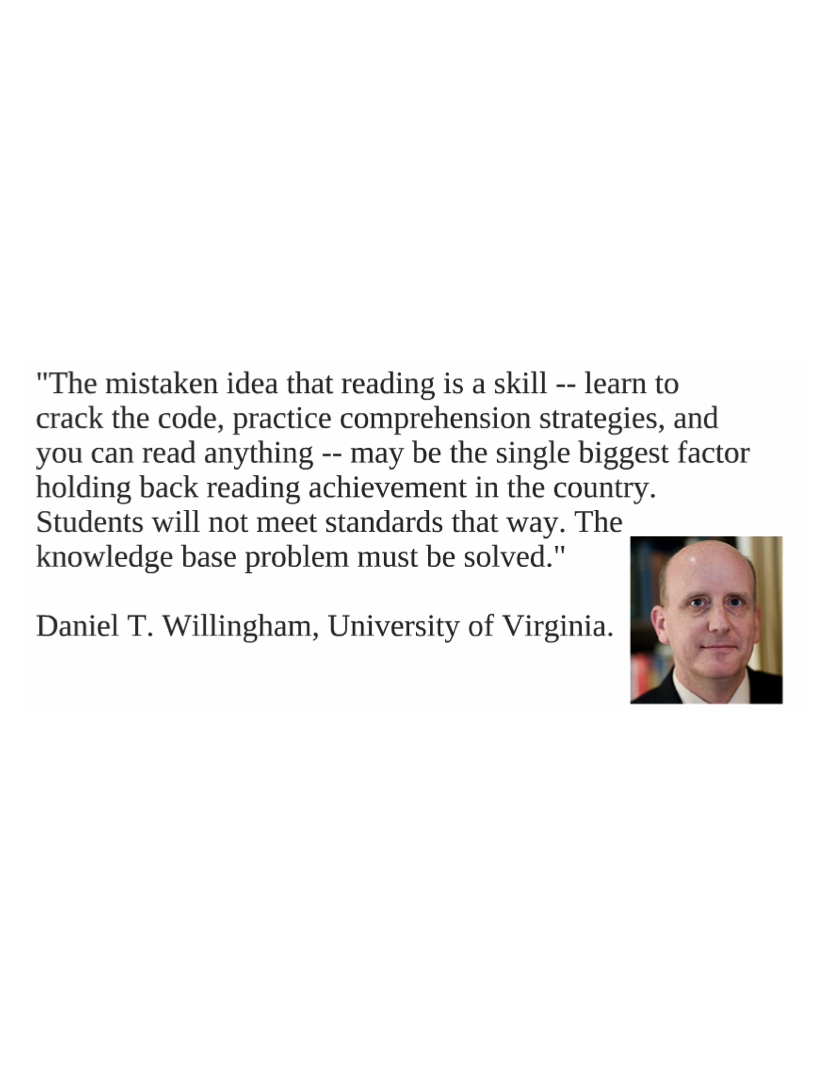 "The mistaken idea that reading is a skill -- learn to
crack the code, practice comprehension strategies, and
you can read anything -- may be the single biggest factor
holding back reading achievement in the country.
Students will not meet standards that way. The
knowledge base problem must be solved."
Daniel T. Willingham, University of Virginia.